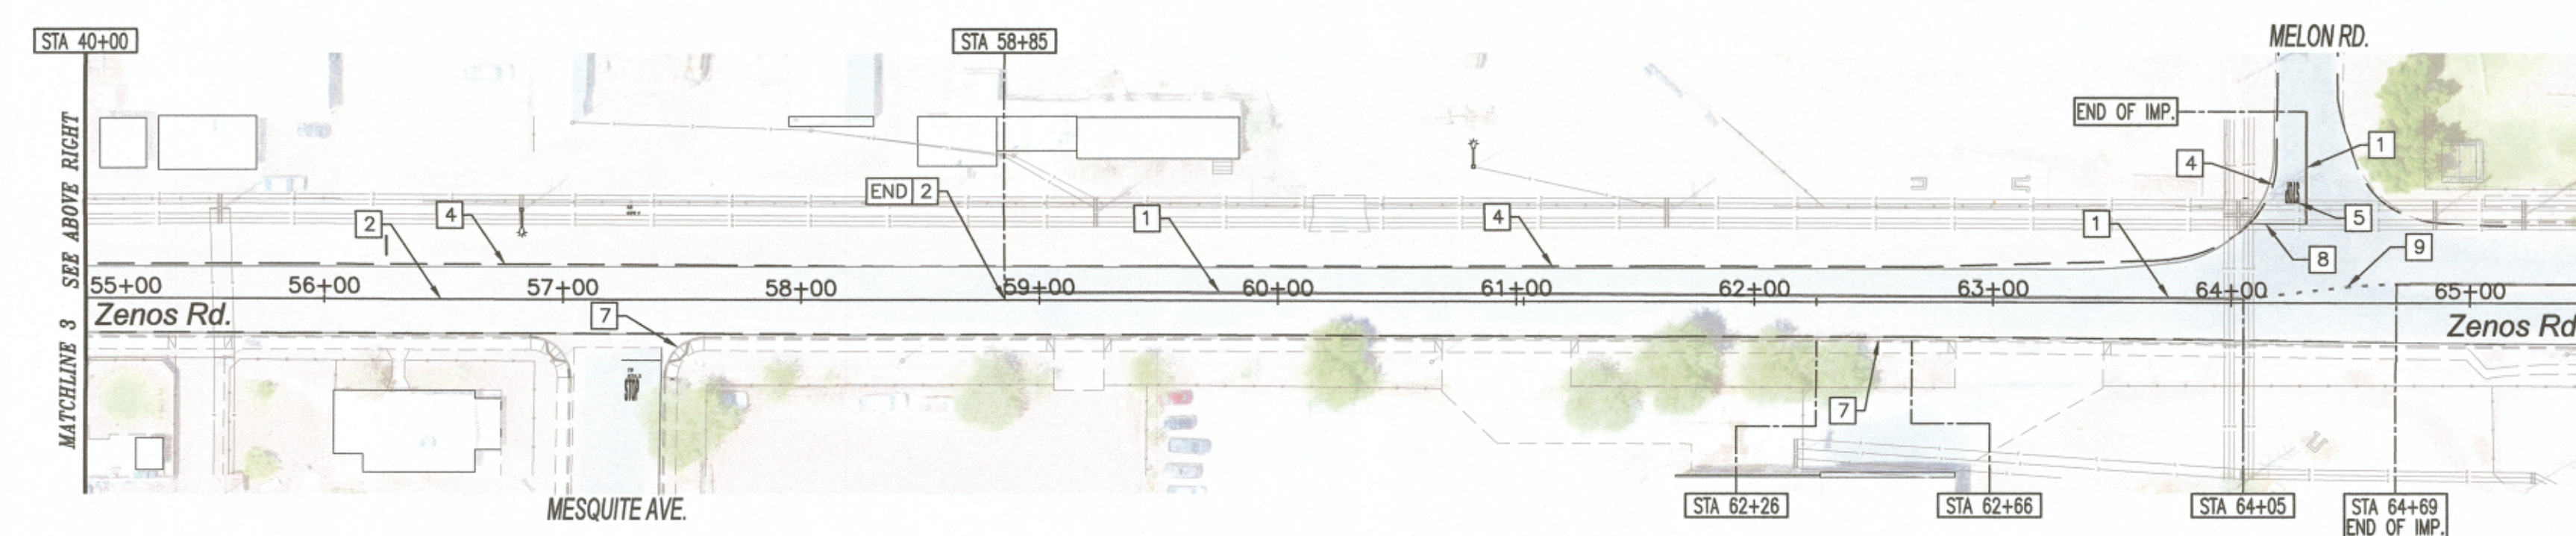 STA 40+00
STA 58+85
MELON RD.
END OF IMP.
1
4
END 2
2
4
1
4
1
5
8
9
MATCHLINE 3 SEE ABOVE RIGHT
55+00 56+00 57+00 58+00 59+00 60+00 61+00 62+00 63+00 64+00 65+00
Zenos Rd.
7
Zenos Rd
STOP
7
MESQUITE AVE.
STA 62+26
STA 62+66
STA 64+05
STA 64+69
END OF IMP.